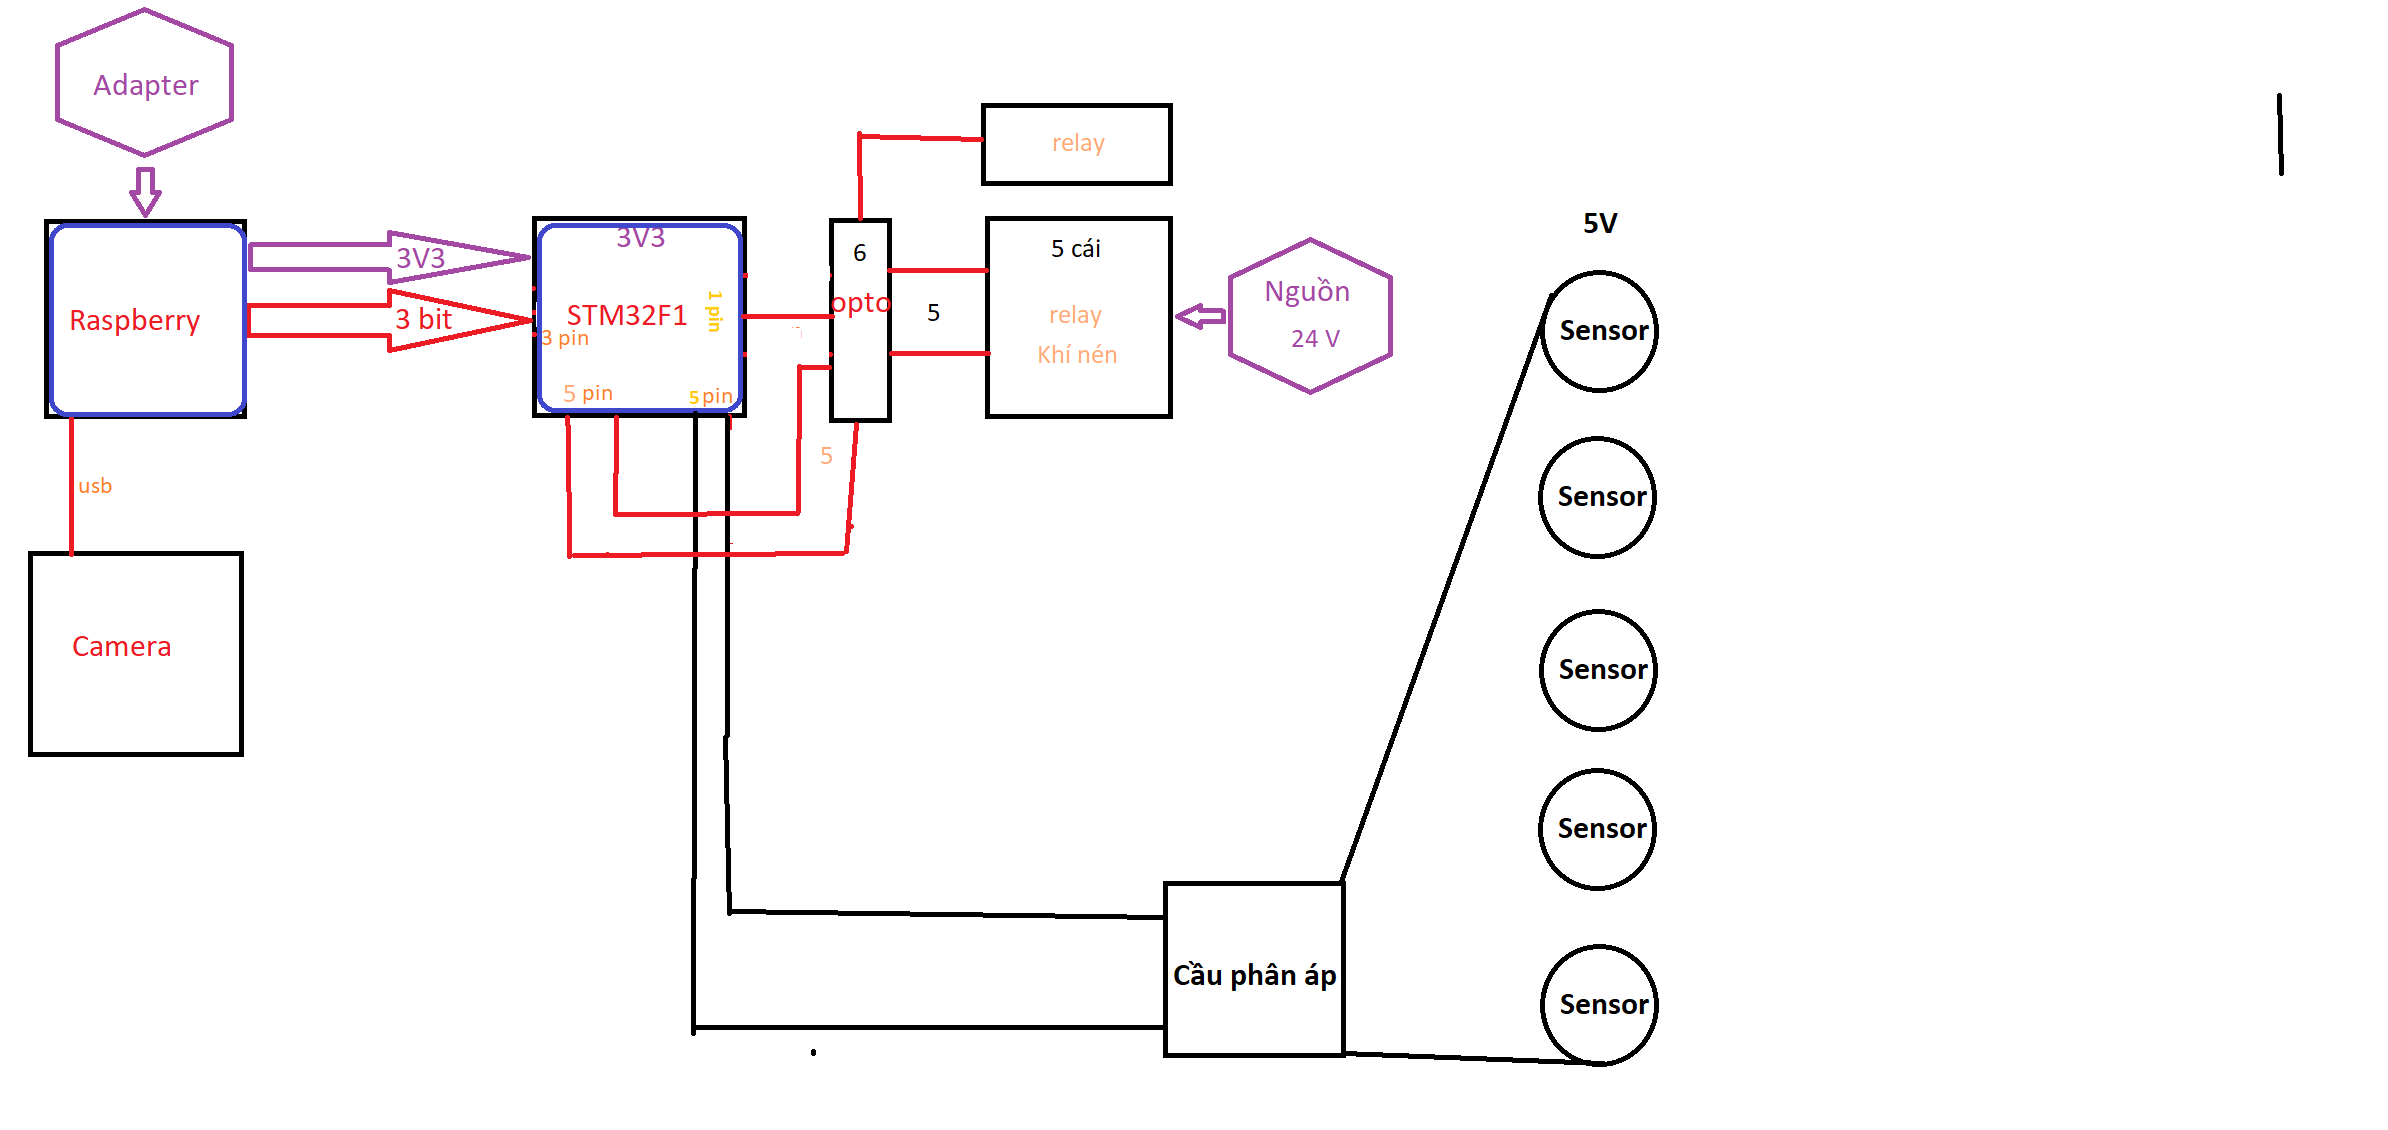 Adapter
relay
5V
3V3
3V3
6
5 cái
Nguồn
24 V
Raspberry
3 bit
STM32F1
1 pin
opto
5
relay
Khí nén
Sensor
3 pin
5 pin
5 pin
5
usb
Sensor
Camera
Sensor
Sensor
Cầu phân áp
Sensor